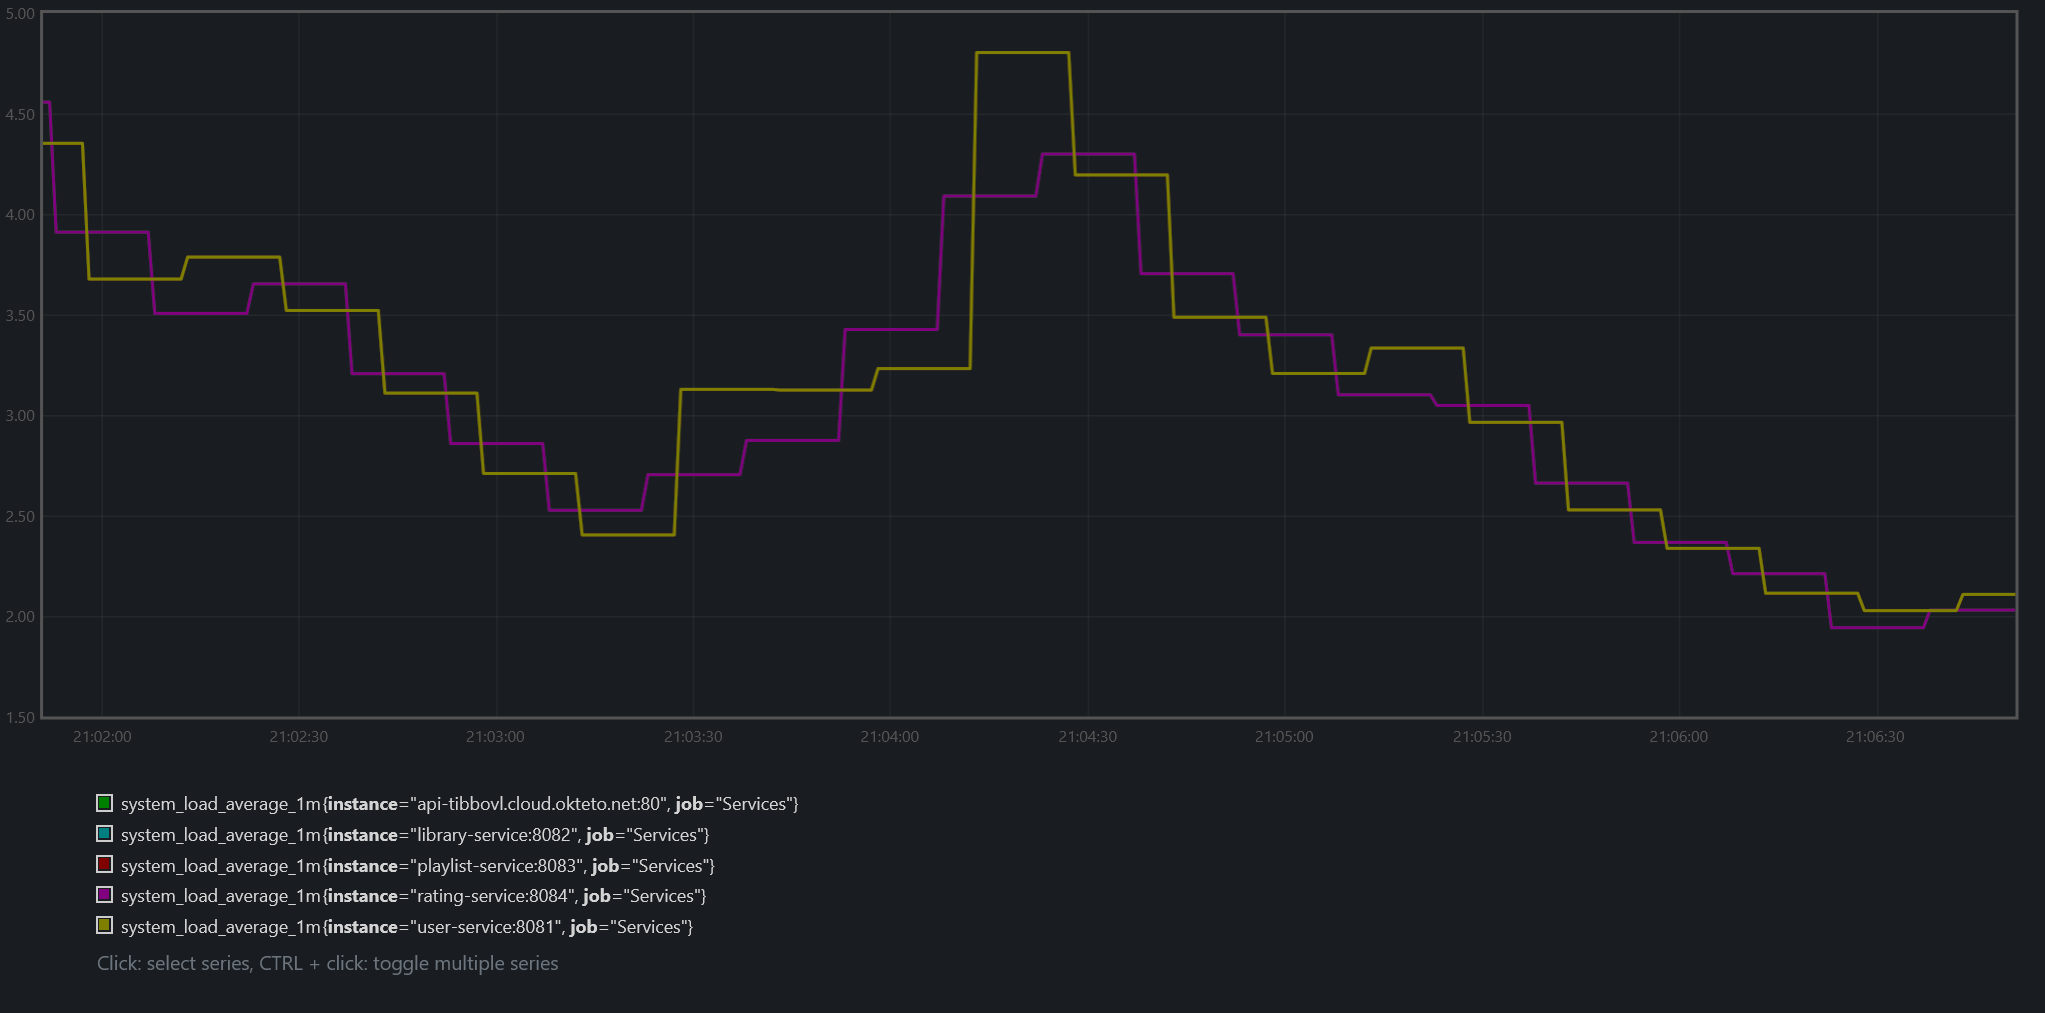 5.00
4.50
4.00
3.50
3.00
2.50
2.00
1.50
21:02:00 21:02:30 21:03:00 21:03:30 21:04:00 21:04:30 21:05:00 21:05:30 21:06:00 21:06:30
system_load_average_1m{instance="api-tibbovl.cloud.okteto.net:80", job="Services"}
system_load_average_1m{instance="library-service:8082", job="Services"}
system_load_average_1m{instance="playlist-service:8083", job="Services"}
system_load_average_1m{instance="rating-service:8084", job="Services"}
system_load_average_1m{instance="user-service:8081", job="Services"}
Click: select series, CTRL + click: toggle multiple series